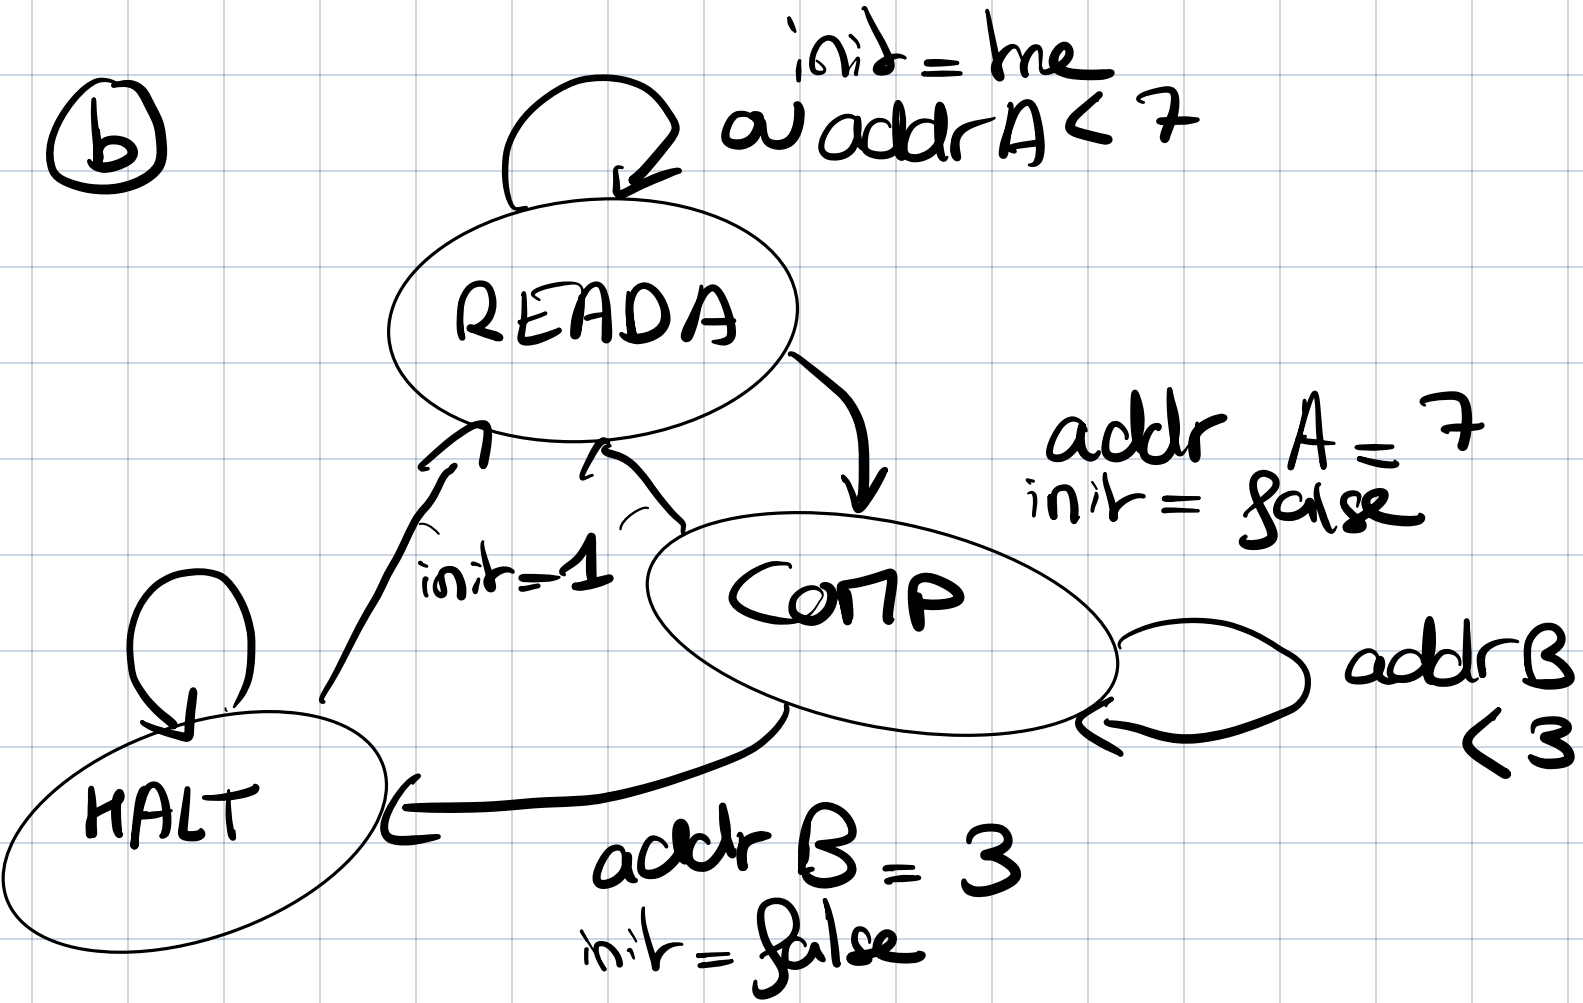 b
init = true
or addrA < 7
READA
addr A = 7
init = false
init=1
COMP
addrB
< 3
HALT
addr B = 3
init = false